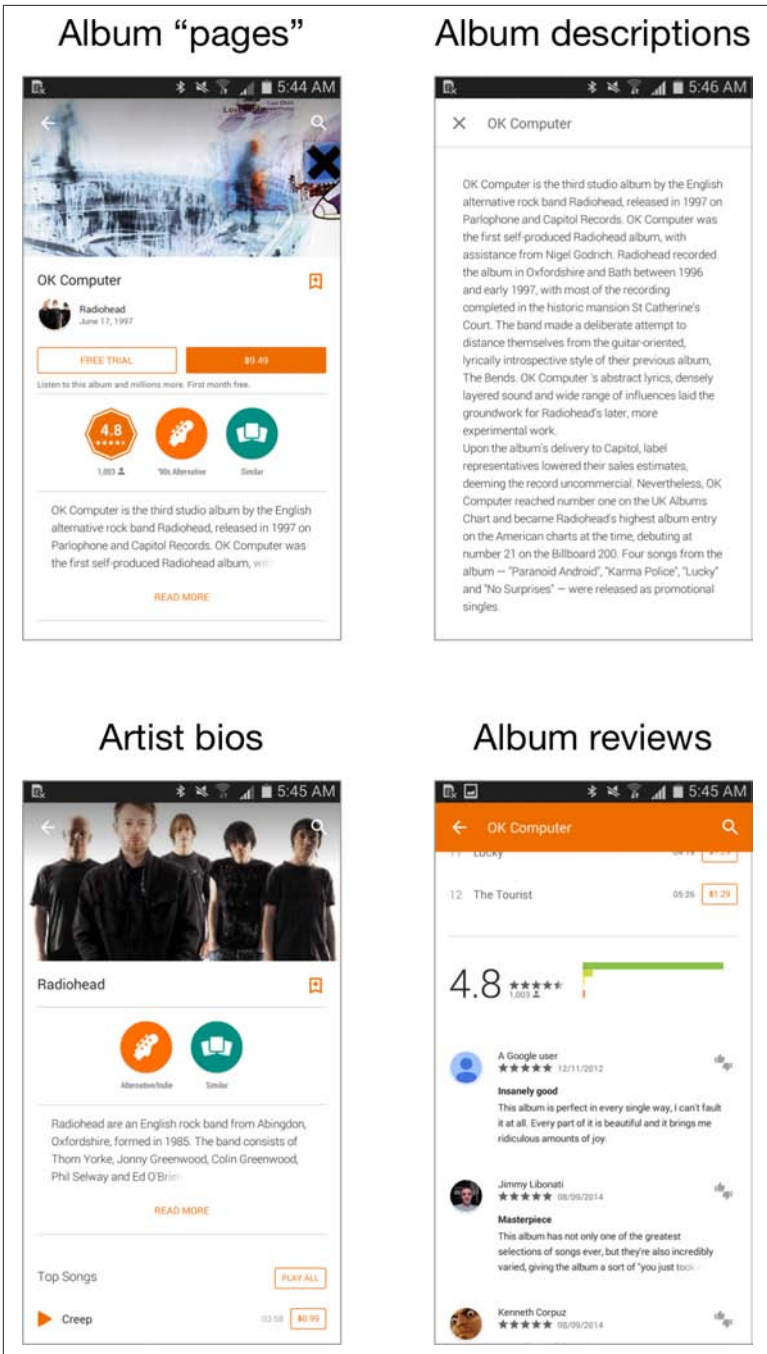 Album “pages”
Album descriptions
5:44 AM
OK Computer
Radiohead
June 17, 1997
FREE TRIAL
$9.49
Listen to this album and millions more. First month free.
4.8
1,003
'90s Alternative
Similar
OK Computer is the third studio album by the English
alternative rock band Radiohead, released in 1997 on
Parlophone and Capitol Records. OK Computer was
the first self-produced Radiohead album, with
READ MORE
5:46 AM
OK Computer
OK Computer is the third studio album by the English
alternative rock band Radiohead, released in 1997 on
Parlophone and Capitol Records. OK Computer was
the first self-produced Radiohead album, with
assistance from Nigel Godrich. Radiohead recorded
the album in Oxfordshire and Bath between 1996
and early 1997, with most of the recording
completed in the historic mansion St Catherine's
Court. The band made a deliberate attempt to
distance themselves from the guitar-oriented,
lyrically introspective style of their previous album,
The Bends. OK Computer 's abstract lyrics, densely
layered sound and wide range of influences laid the
groundwork for Radiohead's later, more
experimental work.
Upon the album's delivery to Capitol, label
representatives lowered their sales estimates,
deeming the record uncommercial. Nevertheless, OK
Computer reached number one on the UK Albums
Chart and became Radiohead's highest album entry
on the American charts at the time, debuting at
number 21 on the Billboard 200. Four songs from the
album — "Paranoid Android", "Karma Police", "Lucky"
and "No Surprises" — were released as promotional
singles.
Artist bios
Album reviews
5:45 AM
Radiohead
Alternative/Indie
Similar
Radiohead are an English rock band from Abingdon,
Oxfordshire, formed in 1985. The band consists of
Thom Yorke, Jonny Greenwood, Colin Greenwood,
Phil Selway and Ed O'Brien
READ MORE
Top Songs
PLAY ALL
Creep
03:58
$0.99
5:45 AM
OK Computer
11 Lucky
12 The Tourist
05:26
$1.29
4.8
1,003
A Google user
12/11/2012
Insanely good
This album is perfect in every single way, I can't fault
it at all. Every part of it is beautiful and it brings me
ridiculous amounts of joy.
Jimmy Libonati
08/09/2014
Masterpiece
This album has not only one of the greatest
selections of songs ever, but they're also incredibly
varied, giving the album a sort of "you just took
Kenneth Corpuz
08/09/2014